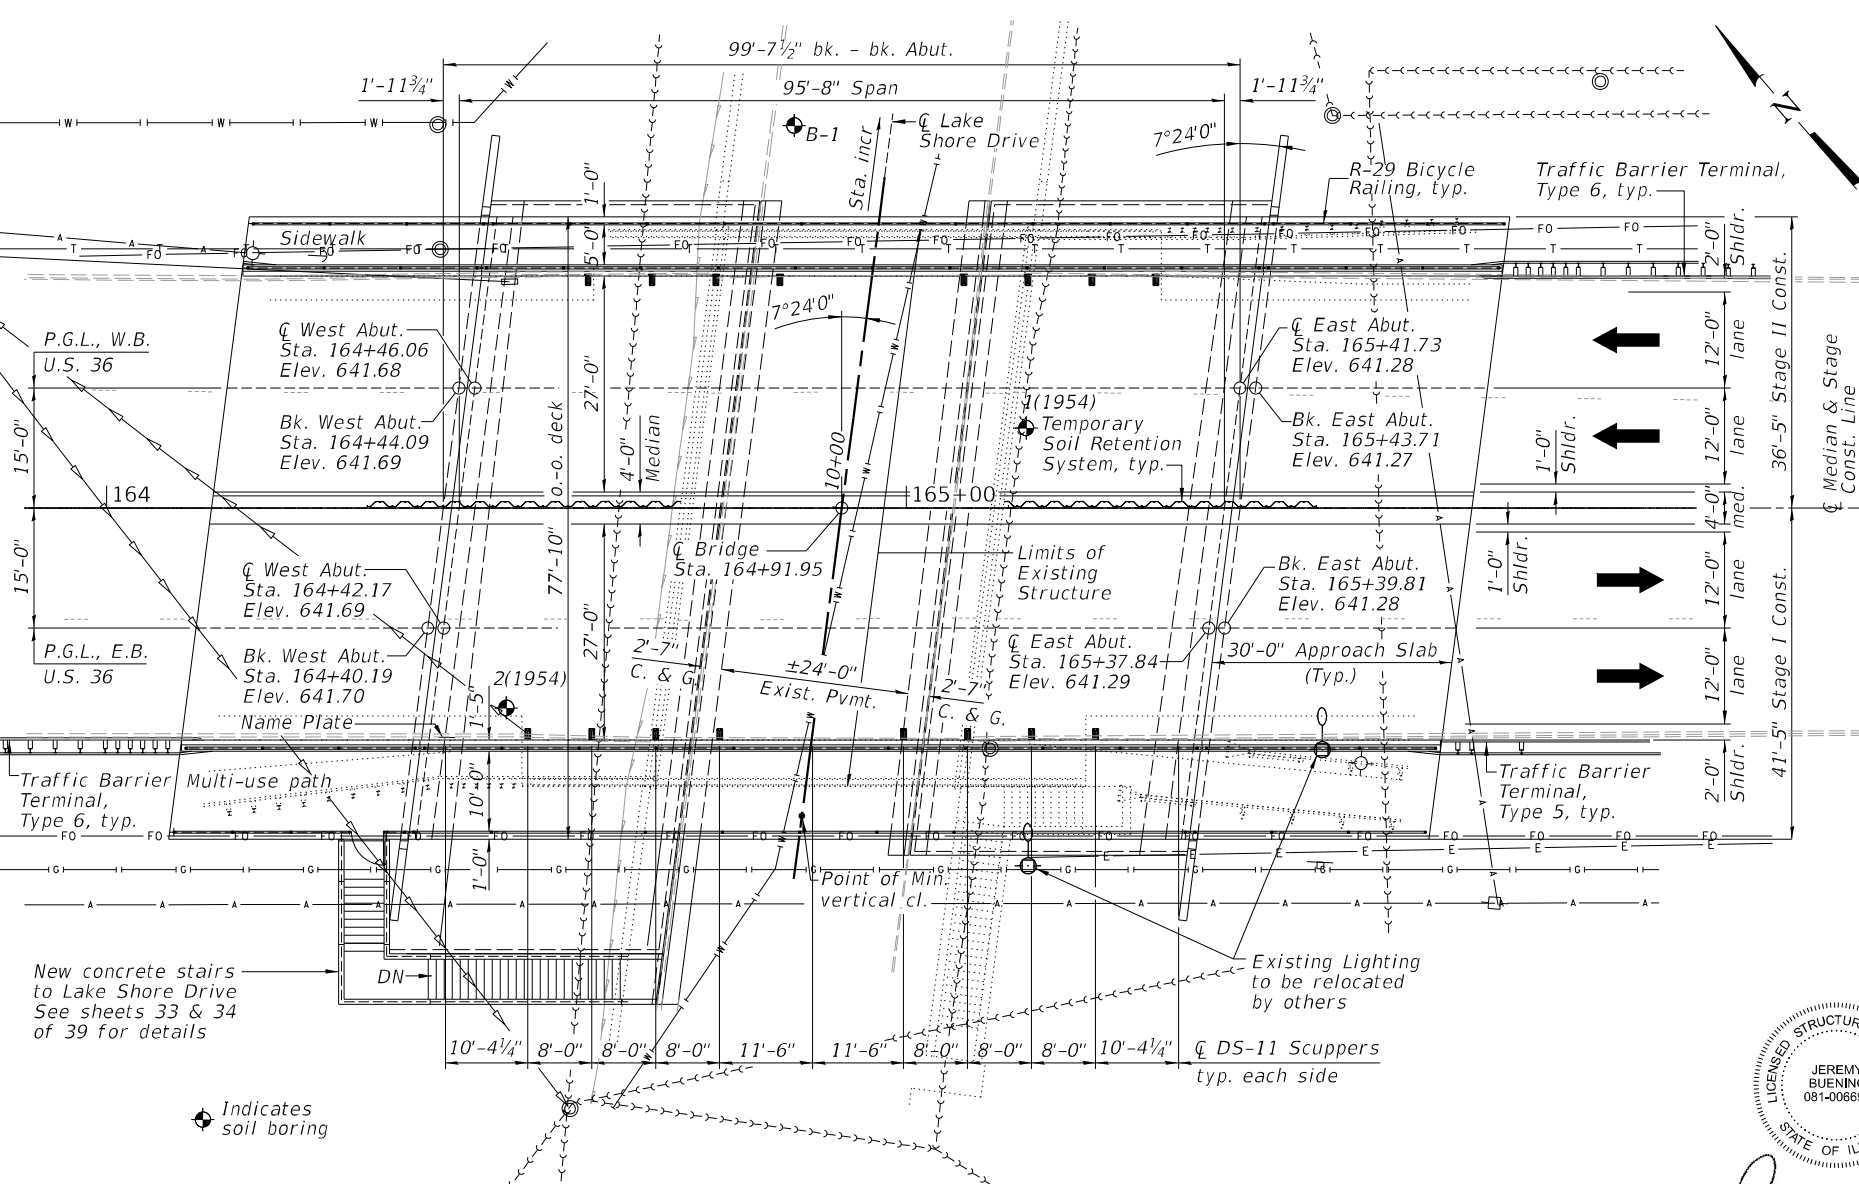 99'-7½" bk. - bk. Abut.
1'-11¾"
95'-8" Span
1'-11¾"
B-1
Sta. incr
℄ Lake
Shore Drive
7°24'0"
N
R-29 Bicycle
Railing, typ.
Traffic Barrier Terminal,
Type 6, typ.
1'-0"
Sidewalk
5'-0"
2'-0"
Shldr.
P.G.L., W.B.
U.S. 36
℄ West Abut.
Sta. 164+46.06
Elev. 641.68
7°24'0"
℄ East Abut.
Sta. 165+41.73
Elev. 641.28
12'-0"
lane
36'-5" Stage II Const.
℄ Median & Stage
Const. Line
Bk. West Abut.
Sta. 164+44.09
Elev. 641.69
27'-0"
4'-0"
Median
10+00
1(1954)
Temporary
Soil Retention
System, typ.
Bk. East Abut.
Sta. 165+43.71
Elev. 641.27
1'-0"
Shldr.
12'-0"
lane
15'-0"
164
165+00
4'-0"
med.
15'-0"
77'-10" o.-o. deck
℄ Bridge
Sta. 164+91.95
Limits of
Existing
Structure
℄ West Abut.
Sta. 164+42.17
Elev. 641.69
Bk. East Abut.
Sta. 165+39.81
Elev. 641.28
1'-0"
Shldr.
12'-0"
lane
P.G.L., E.B.
U.S. 36
Bk. West Abut.
Sta. 164+40.19
Elev. 641.70
27'-0"
2'-7"
C. & G.
±24'-0"
Exist. Pvmt.
2'-7"
C. & G.
℄ East Abut.
Sta. 165+37.84
Elev. 641.29
30'-0" Approach Slab
(Typ.)
12'-0"
lane
41'-5" Stage I Const.
2(1954)
1'-5"
Name Plate
Traffic Barrier
Terminal,
Type 6, typ.
Multi-use path
10'-0"
Traffic Barrier
Terminal,
Type 5, typ.
2'-0"
Shldr.
1'-0"
Point of Min.
vertical cl.
New concrete stairs
to Lake Shore Drive
See sheets 33 & 34
of 39 for details
DN
Existing Lighting
to be relocated
by others
10'-4¼"
8'-0"
8'-0"
8'-0"
11'-6"
11'-6"
8'-0"
8'-0"
8'-0"
10'-4¼"
℄ DS-11 Scuppers
typ. each side
Indicates
soil boring
LICENSED STRUCTUR
JEREMY
BUENING
081-0066
STATE OF IL